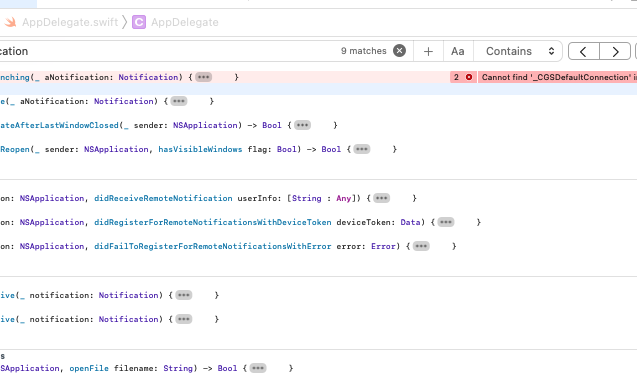 AppDelegate.swift > C AppDelegate
cation 9 matches + Aa Contains < >
nching(_ aNotification: Notification) { ••• } 2 Cannot find '_CGSDefaultConnection' i
e(_ aNotification: Notification) { ••• }
ateAfterLastWindowClosed(_ sender: NSApplication) -> Bool { ••• }
Reopen(_ sender: NSApplication, hasVisibleWindows flag: Bool) -> Bool { ••• }
on: NSApplication, didReceiveRemoteNotification userInfo: [String : Any]) { ••• }
on: NSApplication, didRegisterForRemoteNotificationsWithDeviceToken deviceToken: Data) { ••• }
on: NSApplication, didFailToRegisterForRemoteNotificationsWithError error: Error) { ••• }
ive(_ notification: Notification) { ••• }
ive(_ notification: Notification) { ••• }
s
SApplication, openFile filename: String) -> Bool { ••• }